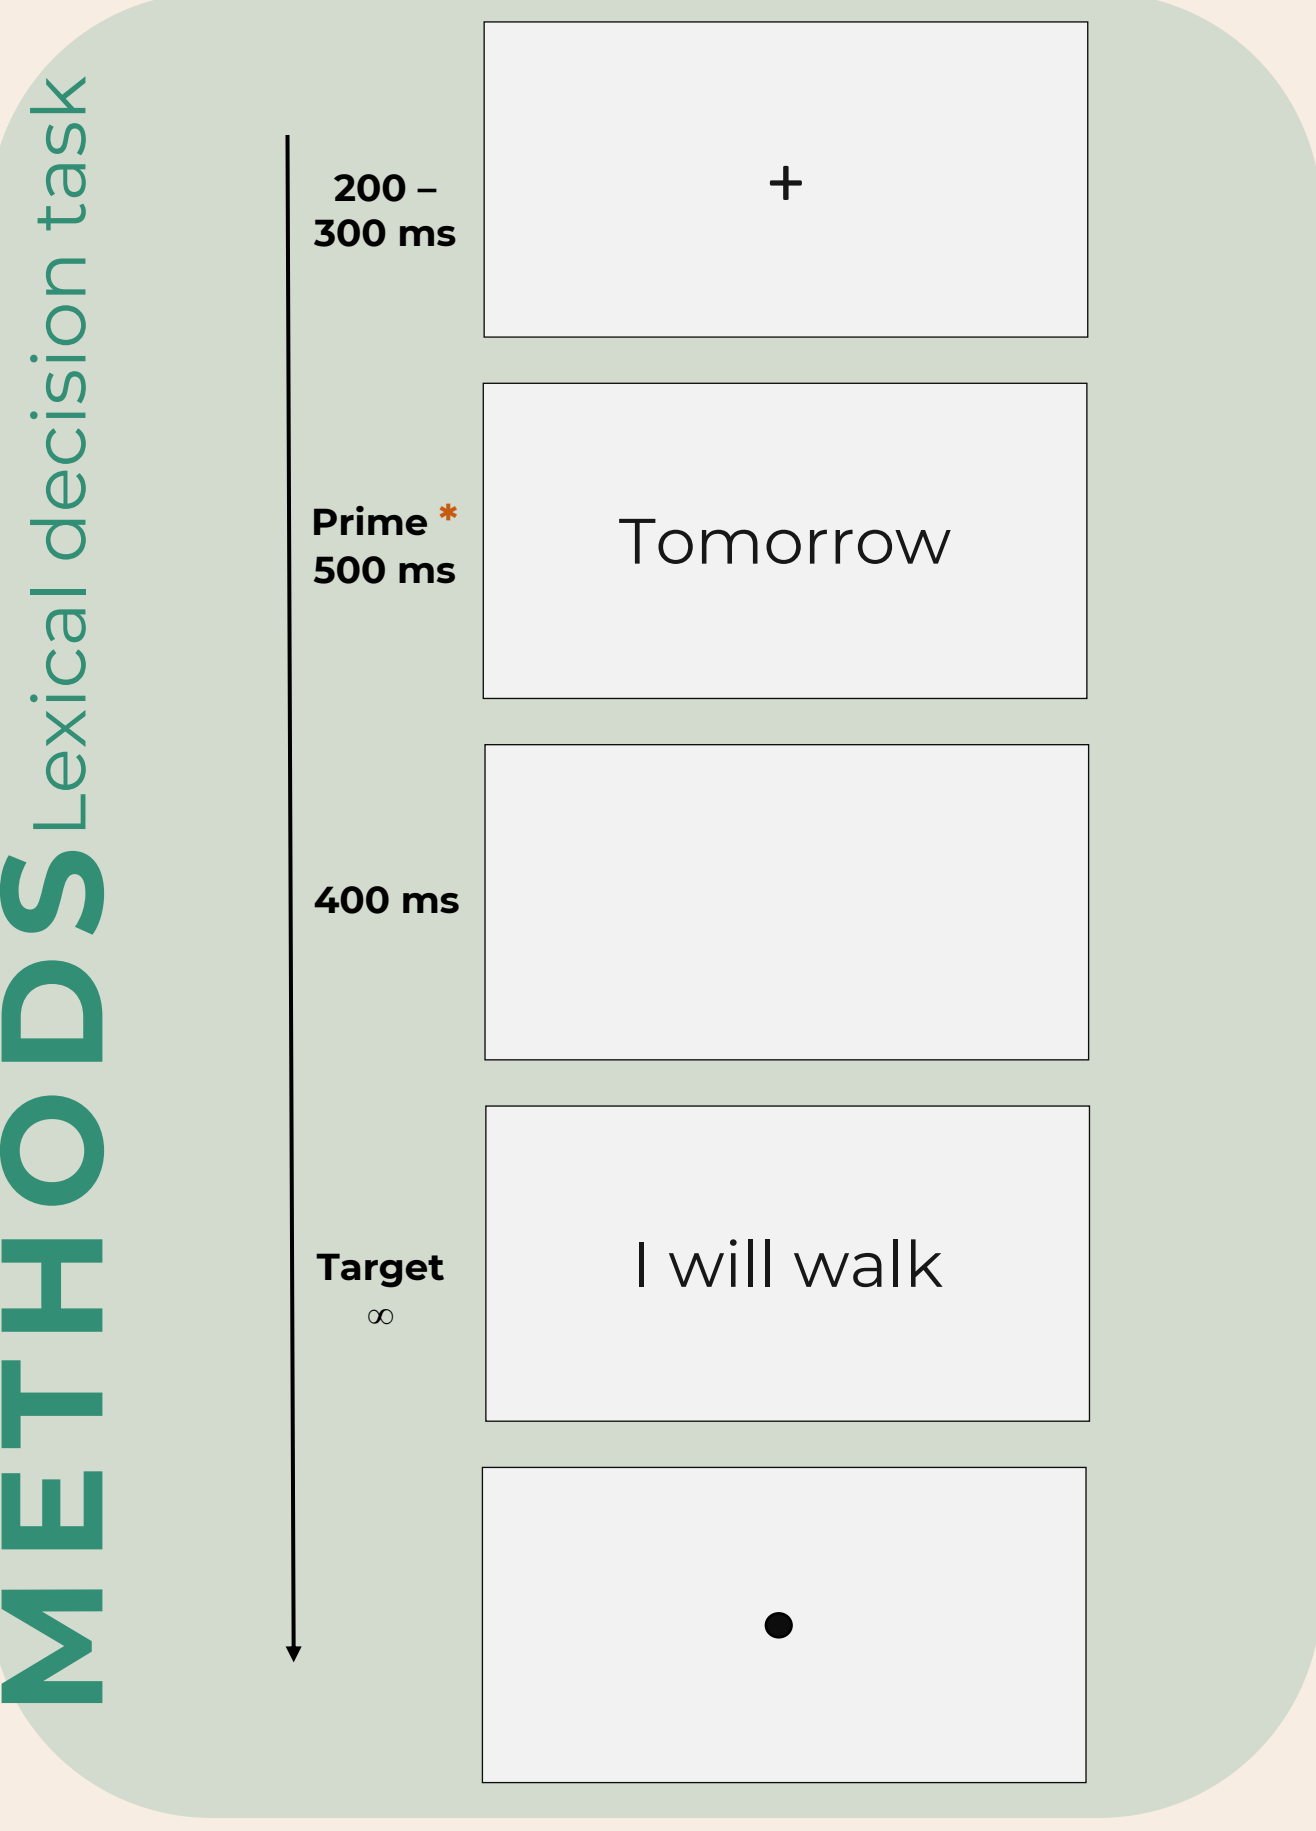 METHODS
Lexical decision task
200 –
300 ms
+
Prime *
500 ms
Tomorrow
400 ms
Target
∞
I will walk